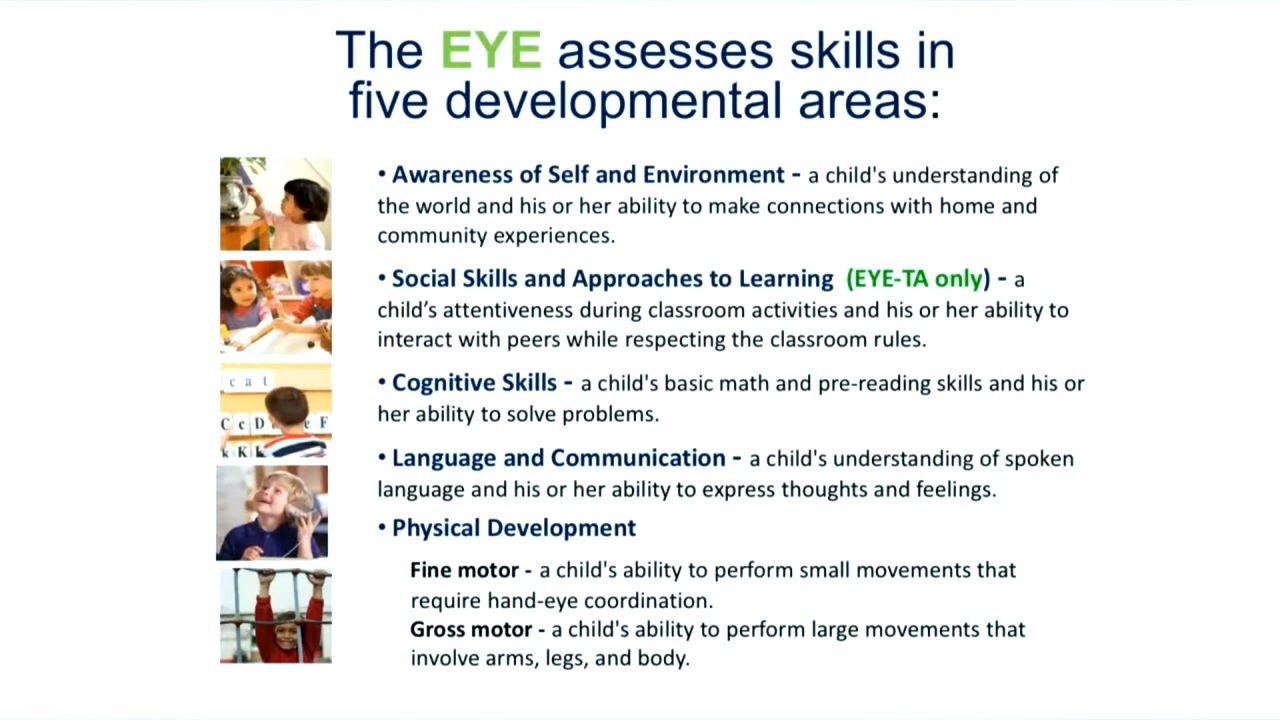 The EYE assesses skills in
five developmental areas:
• Awareness of Self and Environment - a child's understanding of
the world and his or her ability to make connections with home and
community experiences.
• Social Skills and Approaches to Learning (EYE-TA only) - a
child’s attentiveness during classroom activities and his or her ability to
interact with peers while respecting the classroom rules.
• Cognitive Skills - a child's basic math and pre-reading skills and his or
her ability to solve problems.
• Language and Communication - a child's understanding of spoken
language and his or her ability to express thoughts and feelings.
• Physical Development
Fine motor - a child's ability to perform small movements that
require hand-eye coordination.
Gross motor - a child's ability to perform large movements that
involve arms, legs, and body.
c a t
C c D e F
k K k